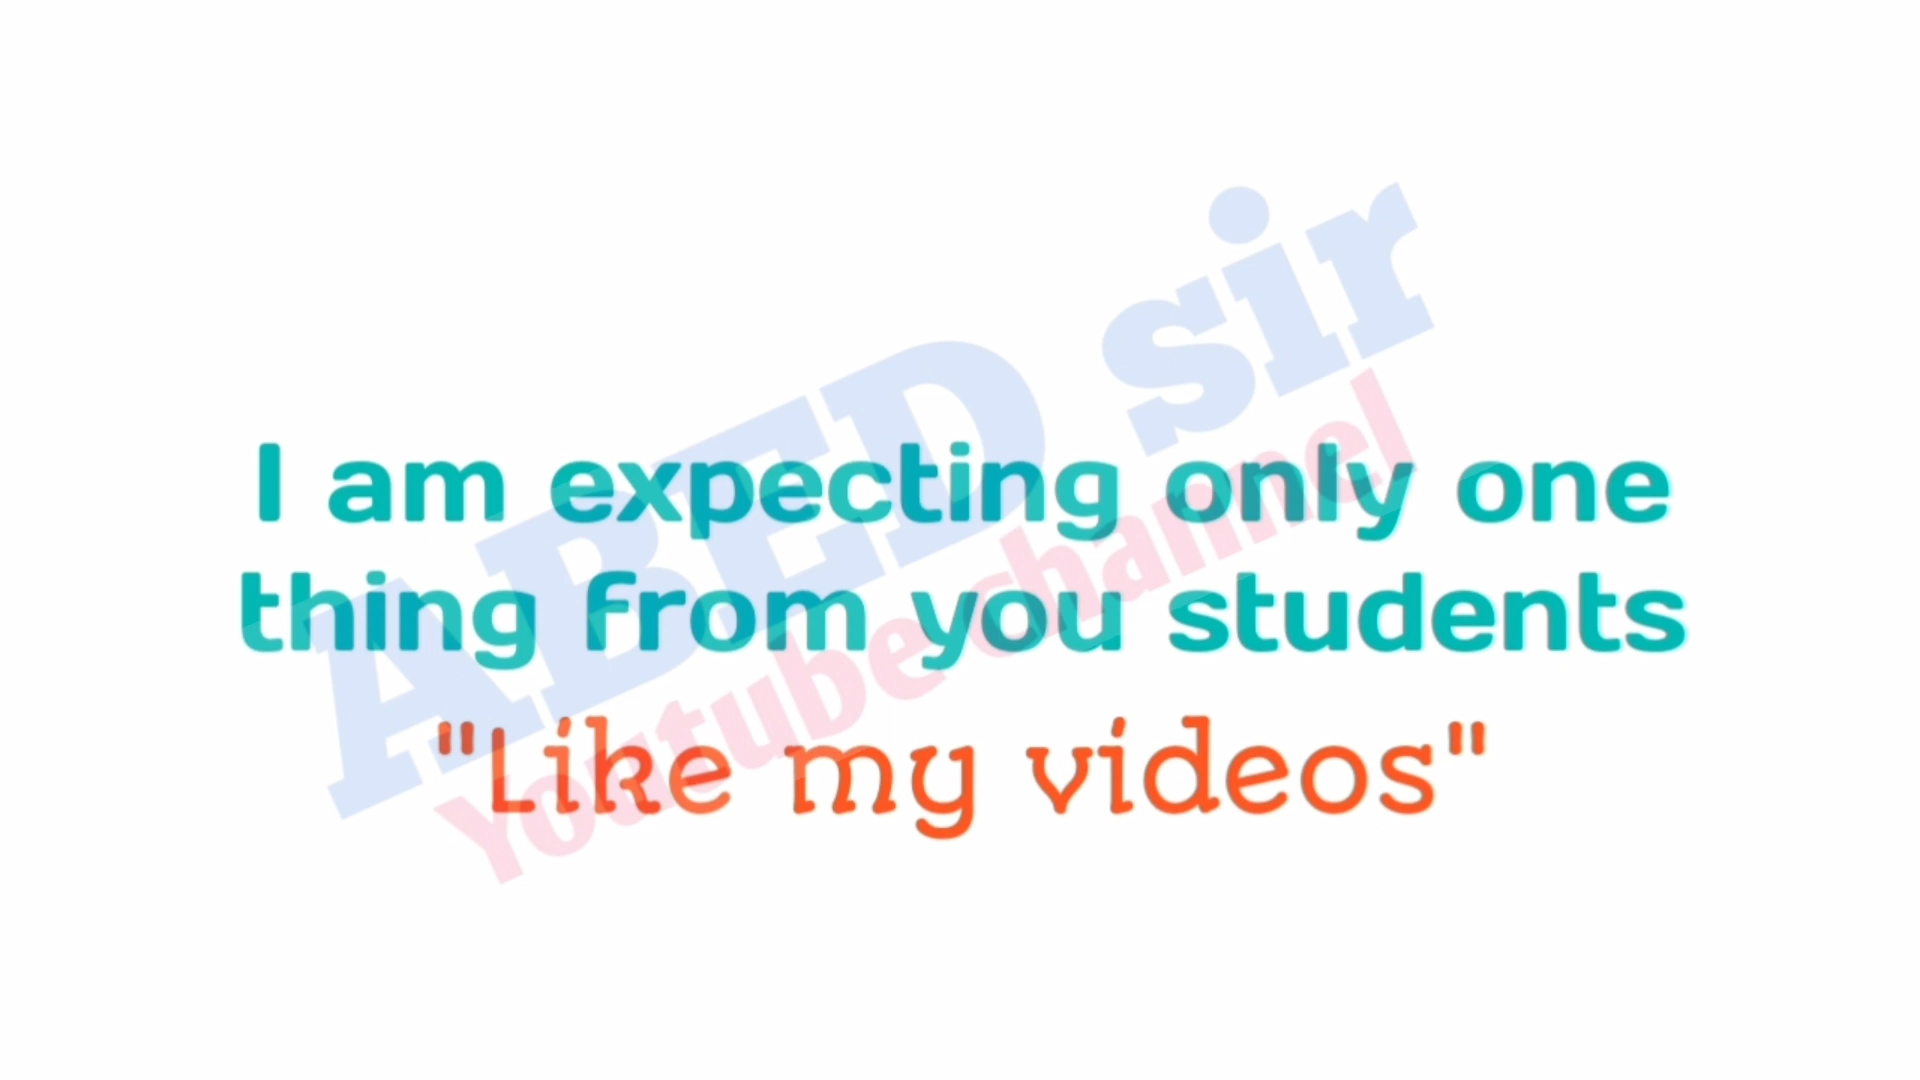 I am expecting only one
thing from you students
"Like my videos"
ABED sir
Youtube channel